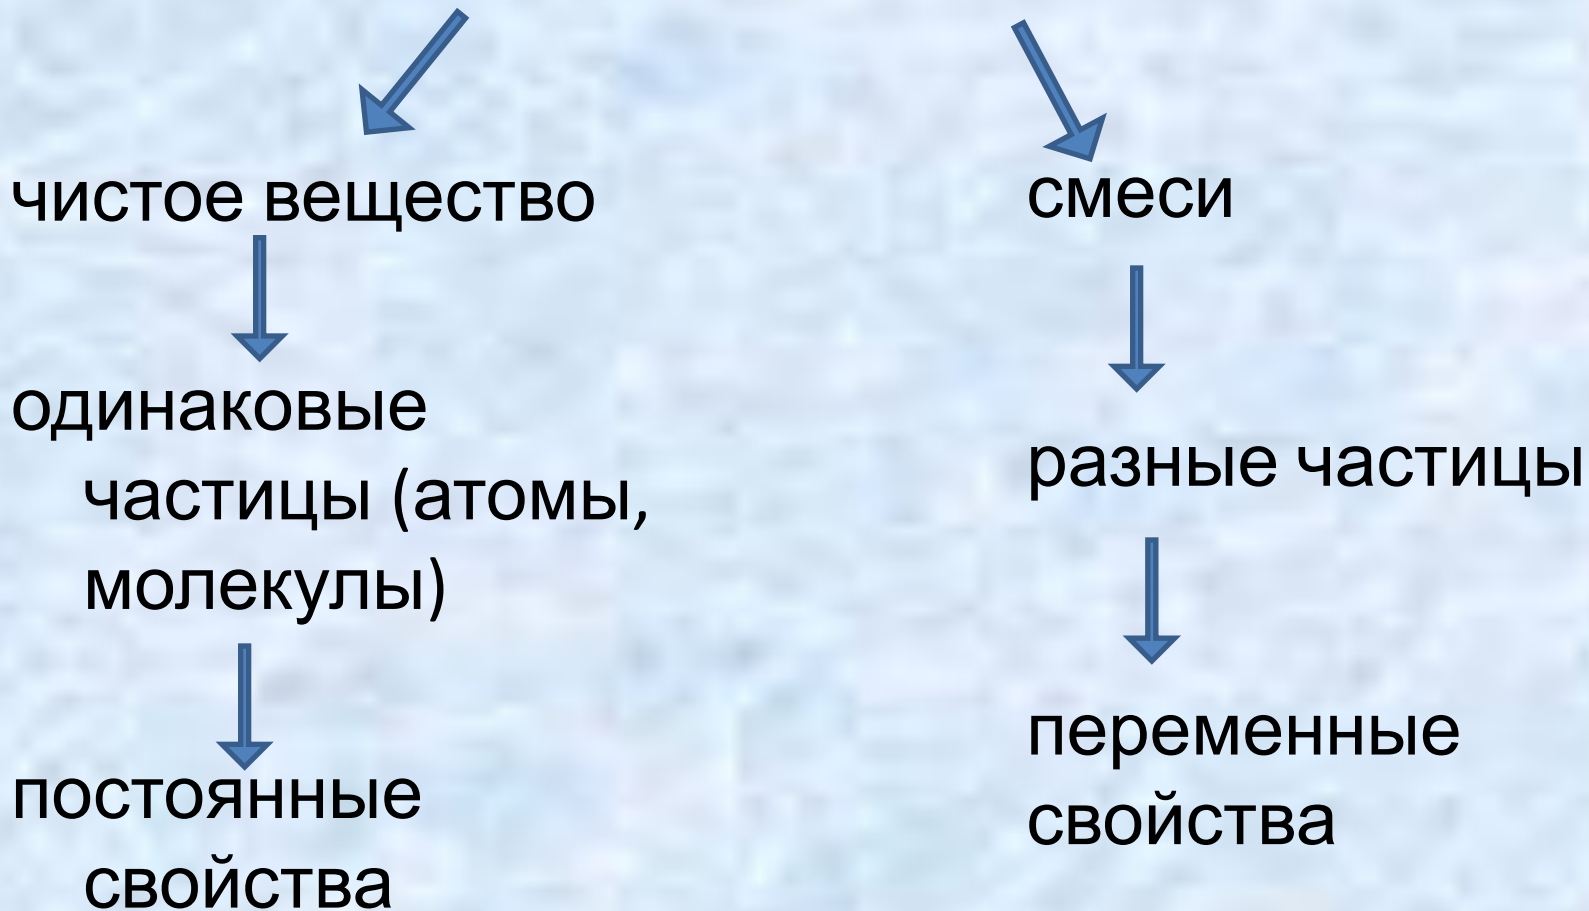 чистое вещество
одинаковые
частицы (атомы,
молекулы)
постоянные
свойства
смеси
разные частицы
переменные
свойства